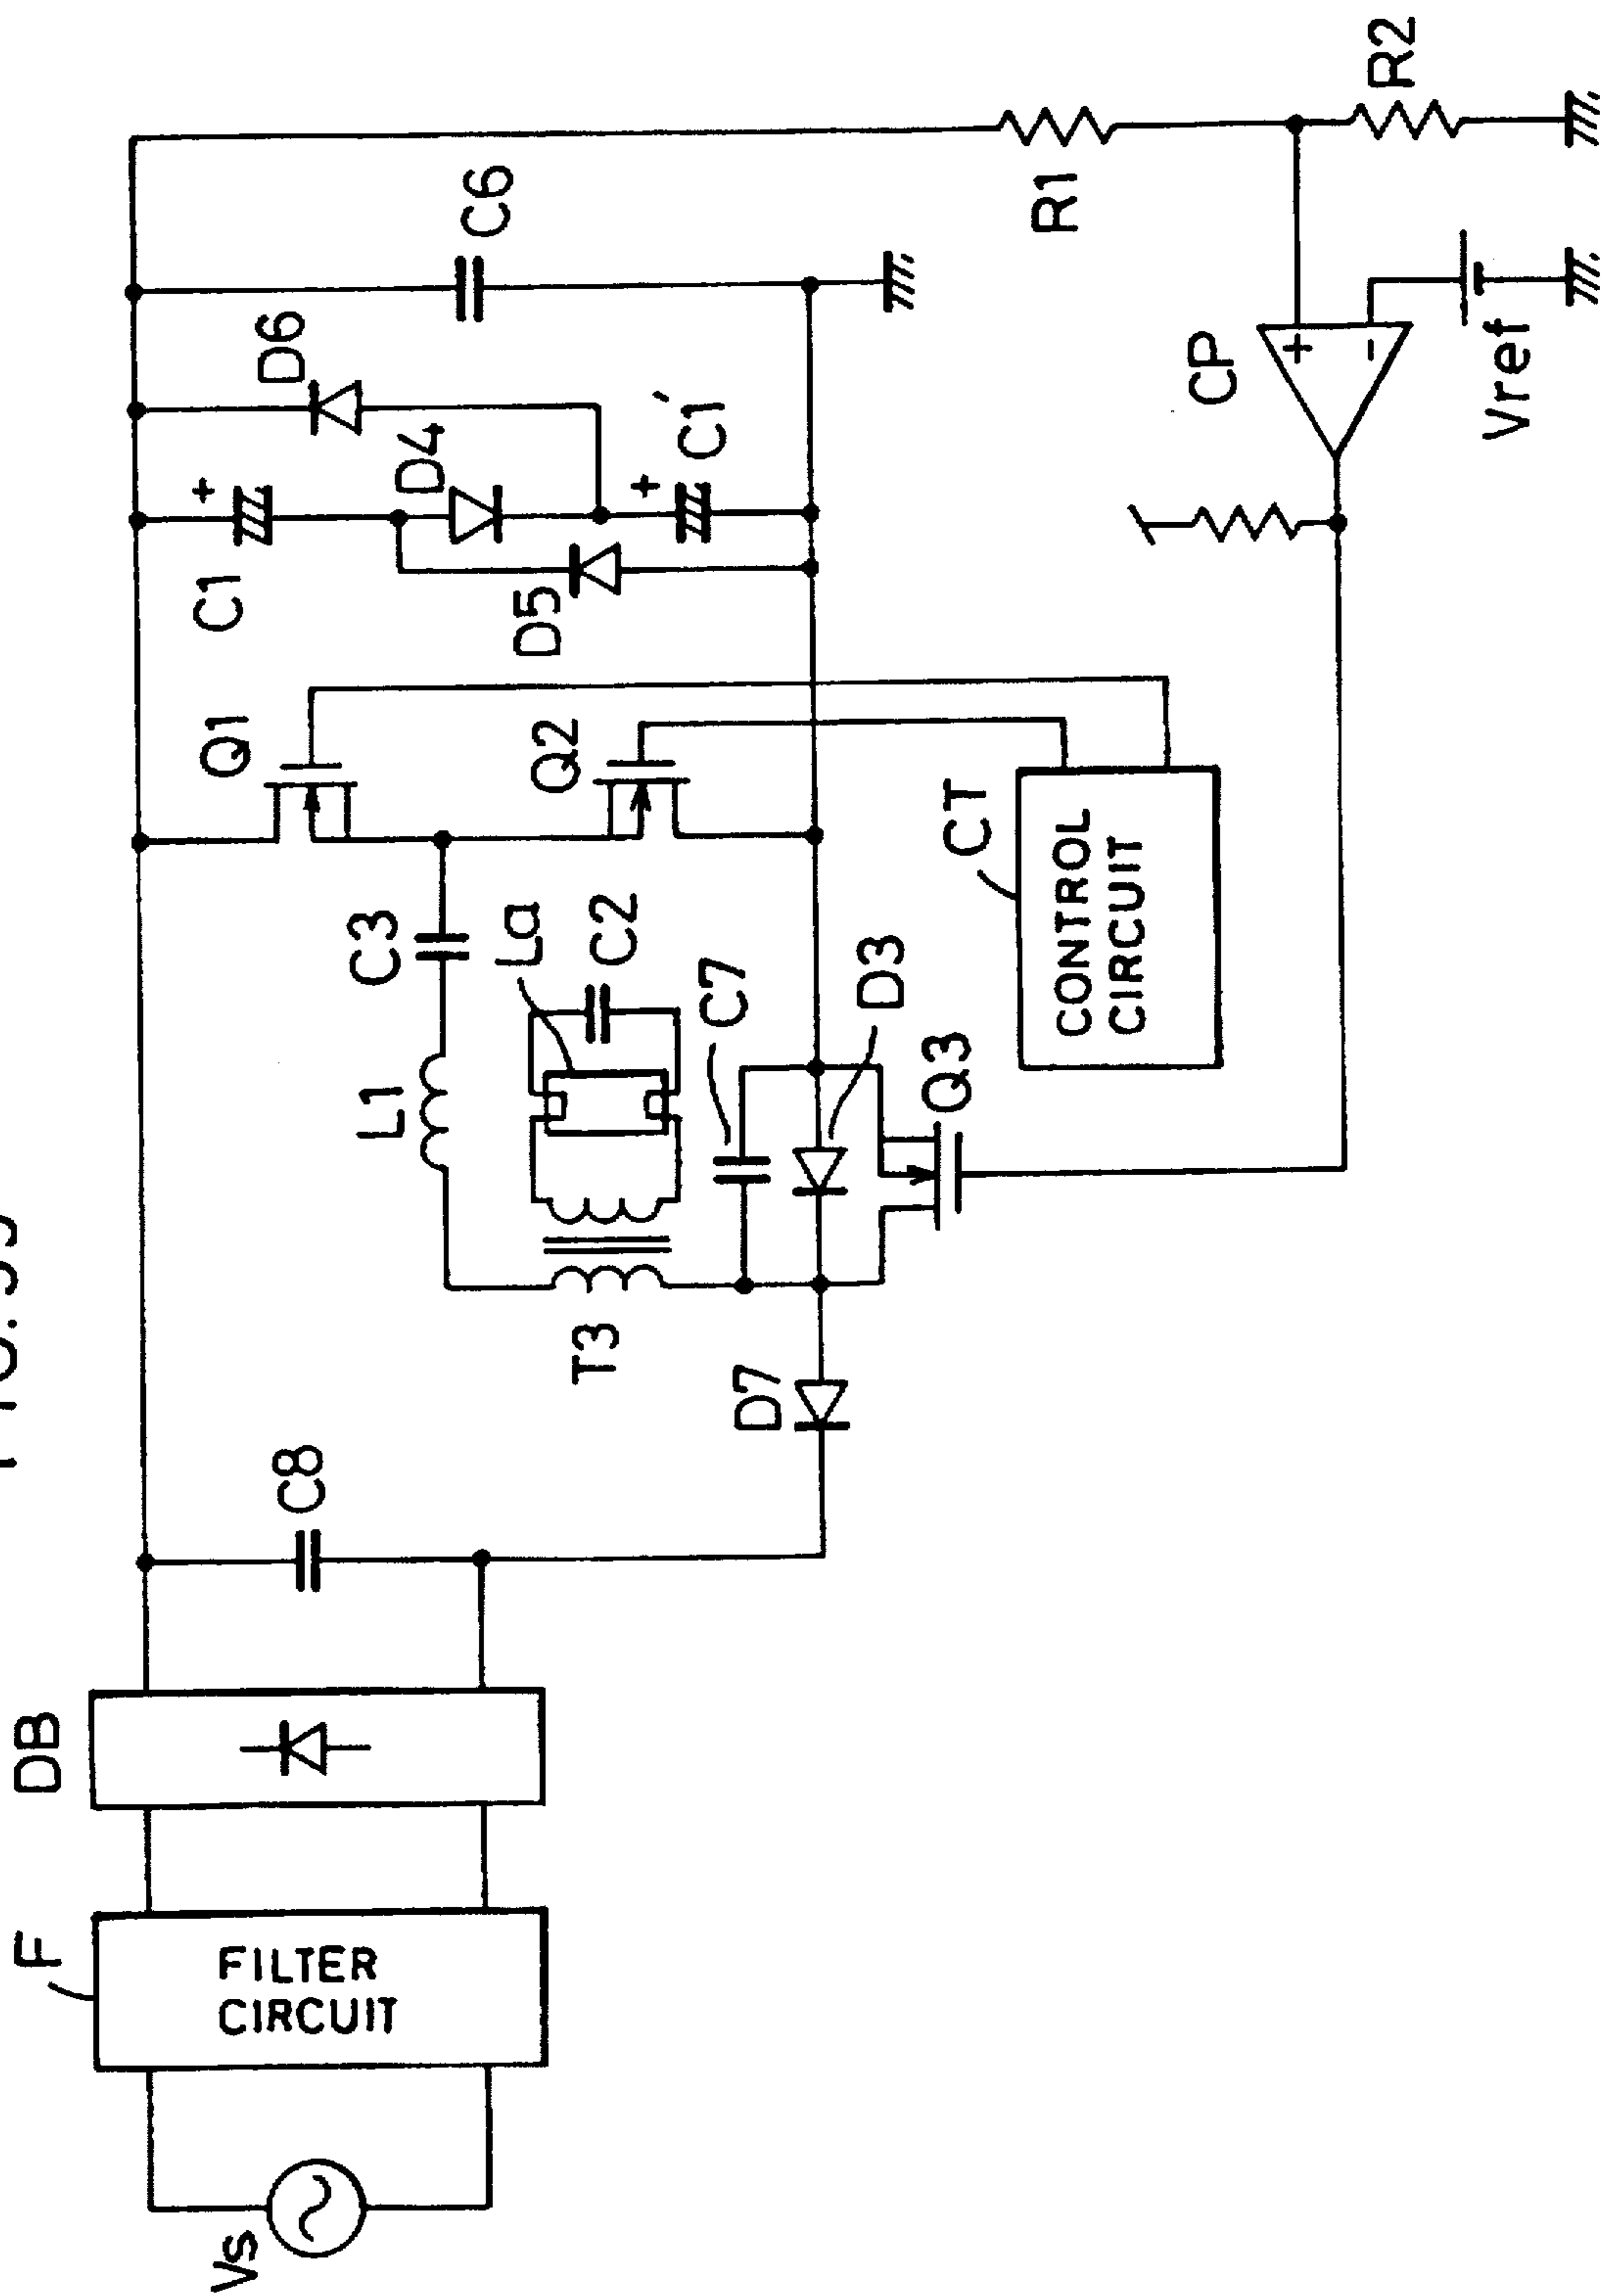 Vs
F
FILTER
CIRCUIT
DB
C8
D7
T3
L1
C3
La
C2
C7
D3
Q3
Q1
Q2
CT
CONTROL
CIRCUIT
C1
+
D5
D4
D6
+
C1'
C6
CP
+
-
Vref
R1
R2